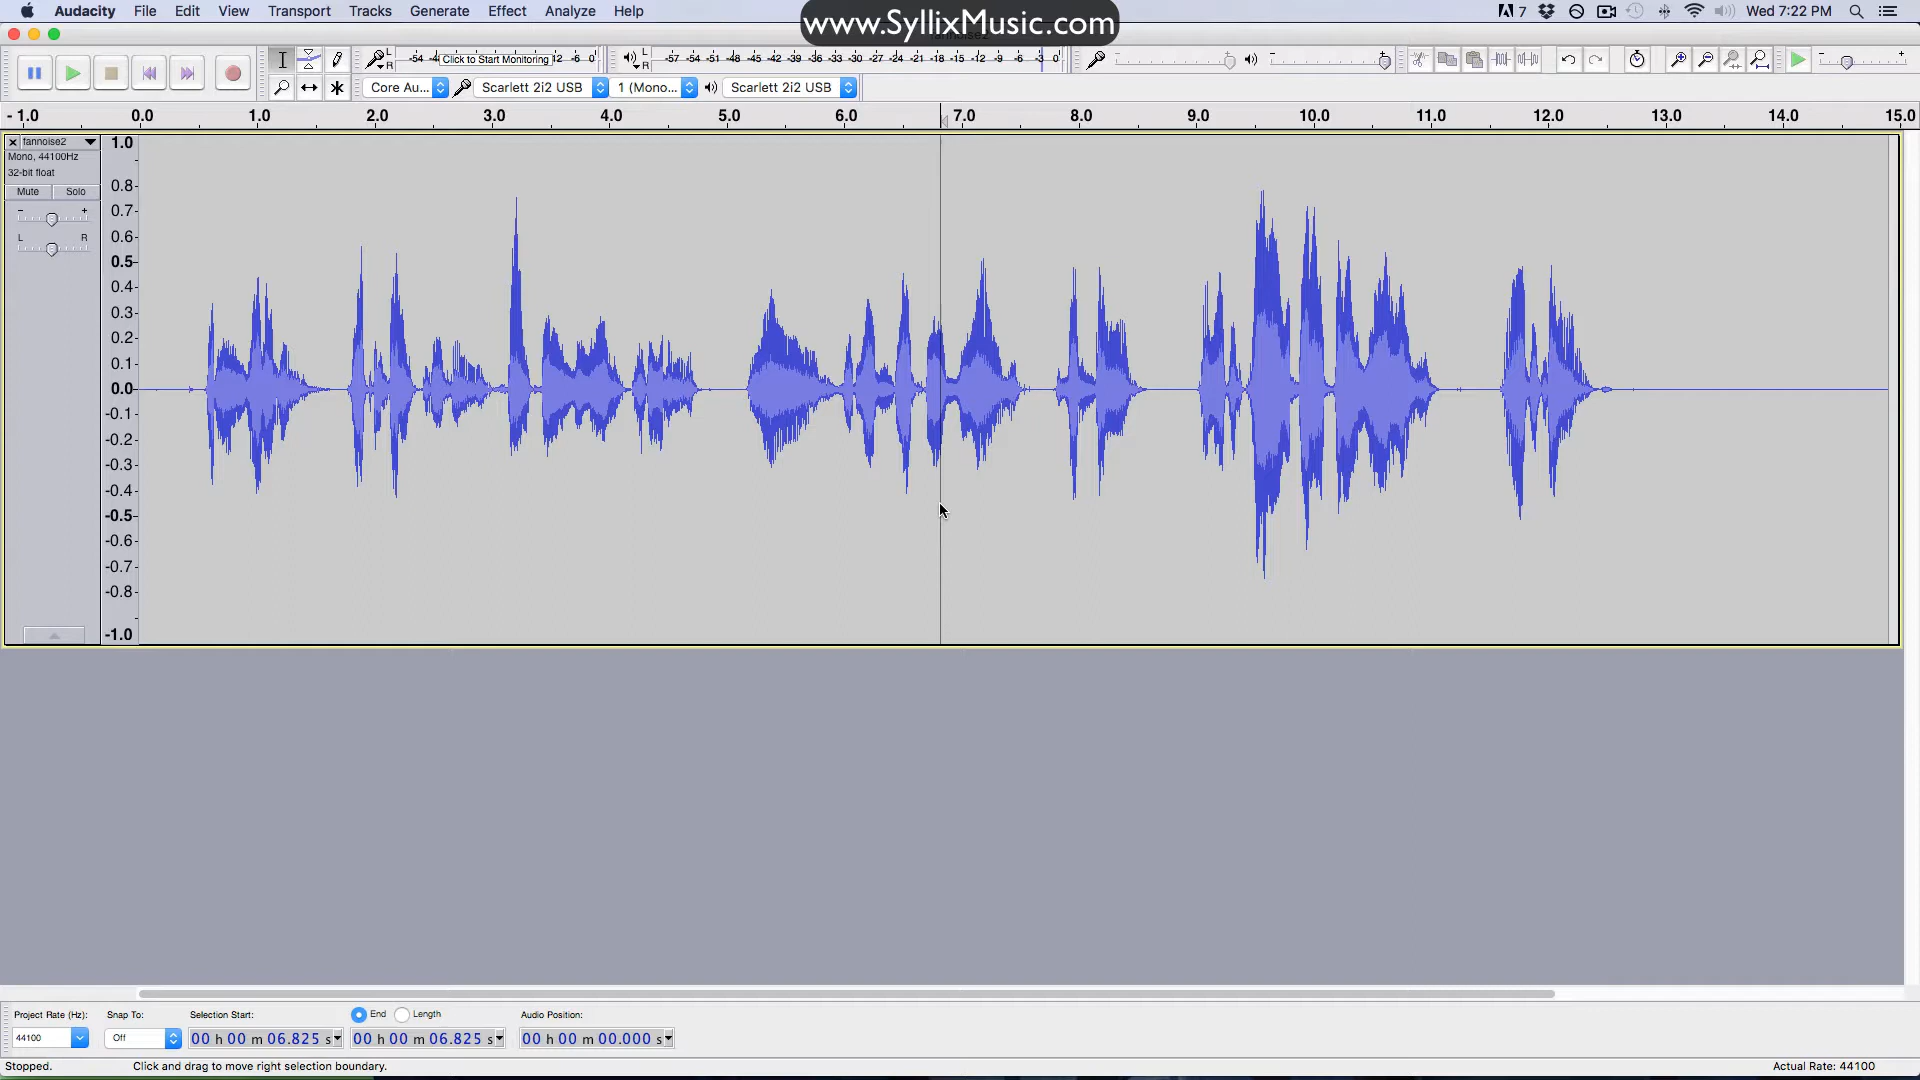 Audacity File Edit View Transport Tracks Generate Effect Analyze Help
www.SyllixMusic.com
7 Wed 7:22 PM
L R -54 -4 Click to Start Monitoring 12 -6 0
L R -57 -54 -51 -48 -45 -42 -39 -36 -33 -30 -27 -24 -21 -18 -15 -12 -9 -6 -3 0
- + - + - +
Core Au... Scarlett 2i2 USB 1 (Mono... Scarlett 2i2 USB
- 1.0 0.0 1.0 2.0 3.0 4.0 5.0 6.0 7.0 8.0 9.0 10.0 11.0 12.0 13.0 14.0 15.0
fannoise2
Mono, 44100Hz
32-bit float
Mute Solo
- +
L R
1.0
0.8
0.7
0.6
0.5
0.4
0.3
0.2
0.1
0.0
-0.1
-0.2
-0.3
-0.4
-0.5
-0.6
-0.7
-0.8
-1.0
Project Rate (Hz): Snap To: Selection Start: End Length Audio Position:
44100 Off 00 h 00 m 06.825 s 00 h 00 m 06.825 s 00 h 00 m 00.000 s
Stopped. Click and drag to move right selection boundary. Actual Rate: 44100